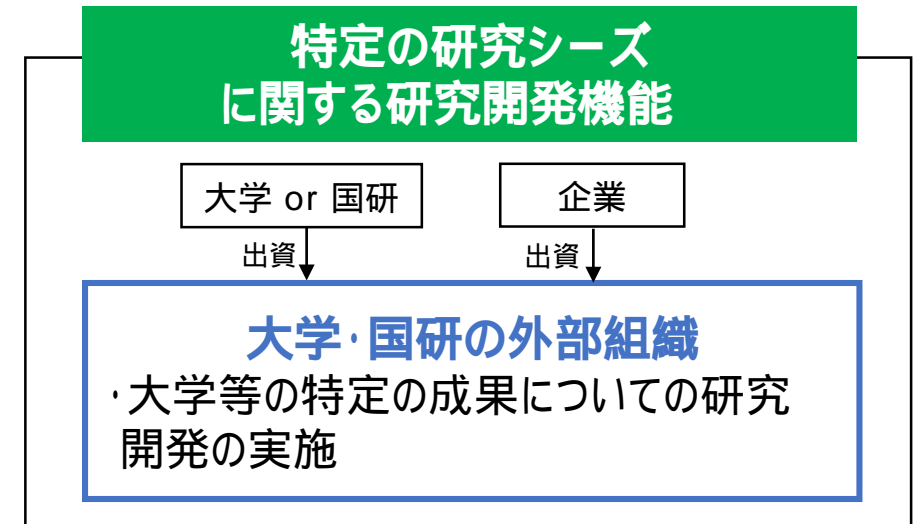 特定の研究シーズ
に関する研究開発機能
大学 or 国研
企業
出資
出資
大学・国研の外部組織
・大学等の特定の成果についての研究
開発の実施